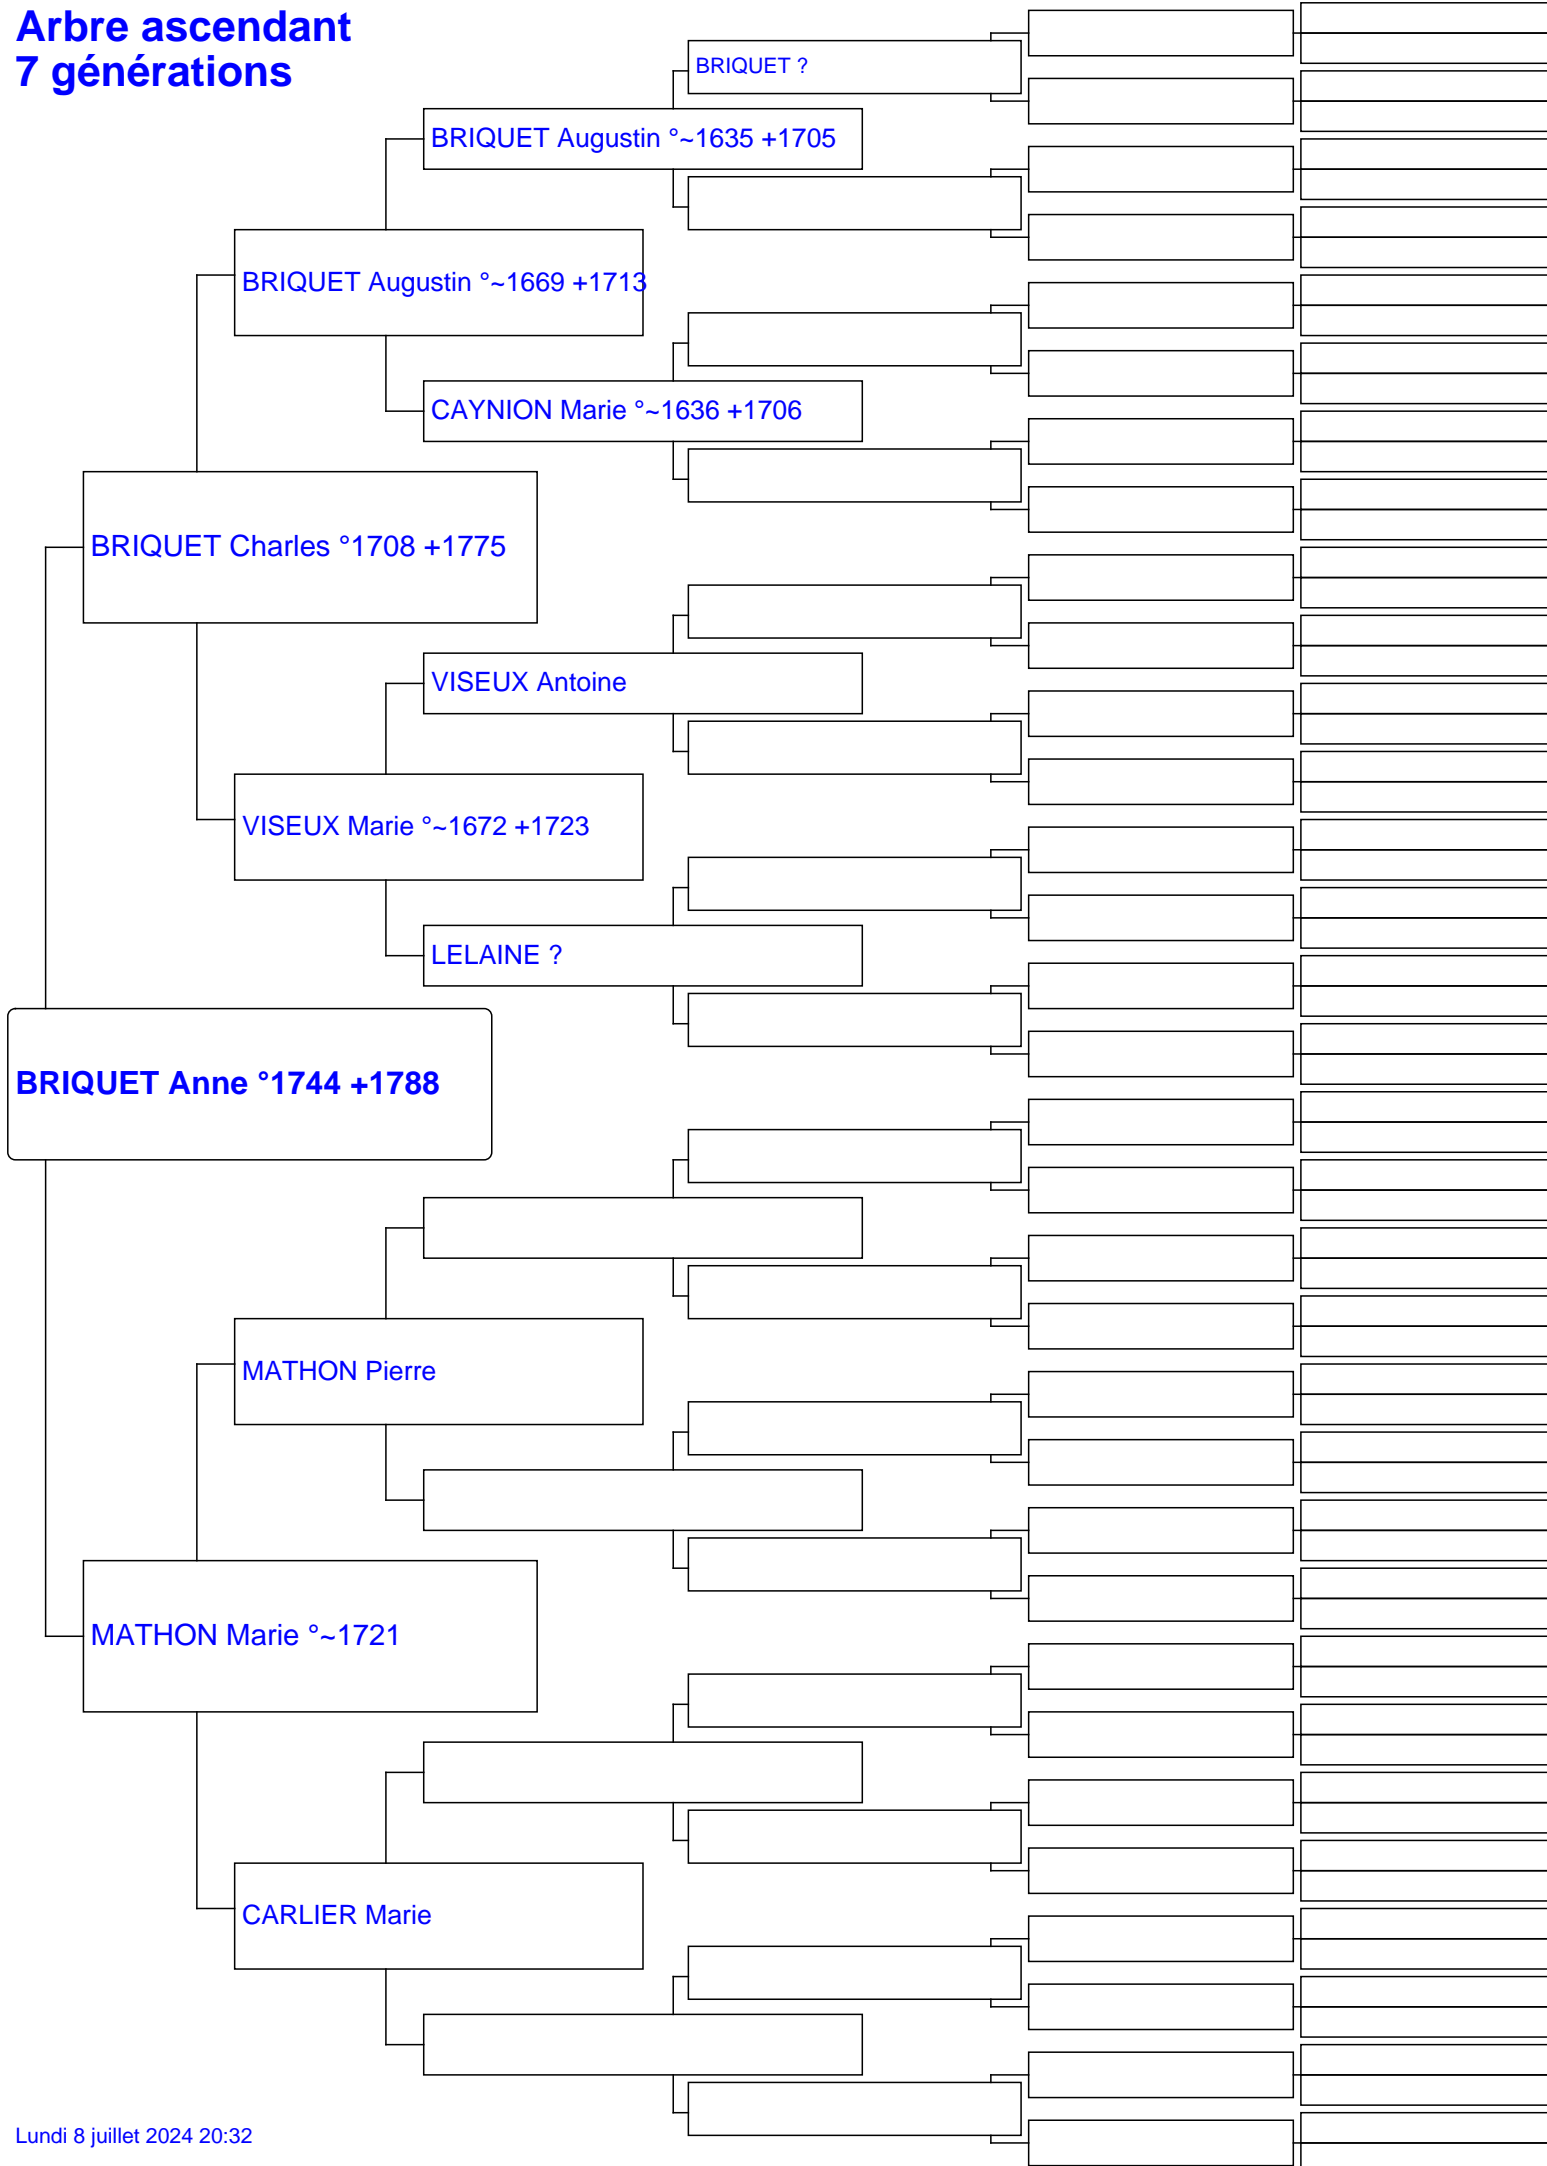 Arbre ascendant
7 générations
BRIQUET ?
BRIQUET Augustin °~1635 +1705
BRIQUET Augustin °~1669 +1713
CAYNION Marie °~1636 +1706
BRIQUET Charles °1708 +1775
VISEUX Antoine
VISEUX Marie °~1672 +1723
LELAINE ?
BRIQUET Anne °1744 +1788
MATHON Pierre
MATHON Marie °~1721
CARLIER Marie
Lundi 8 juillet 2024 20:32